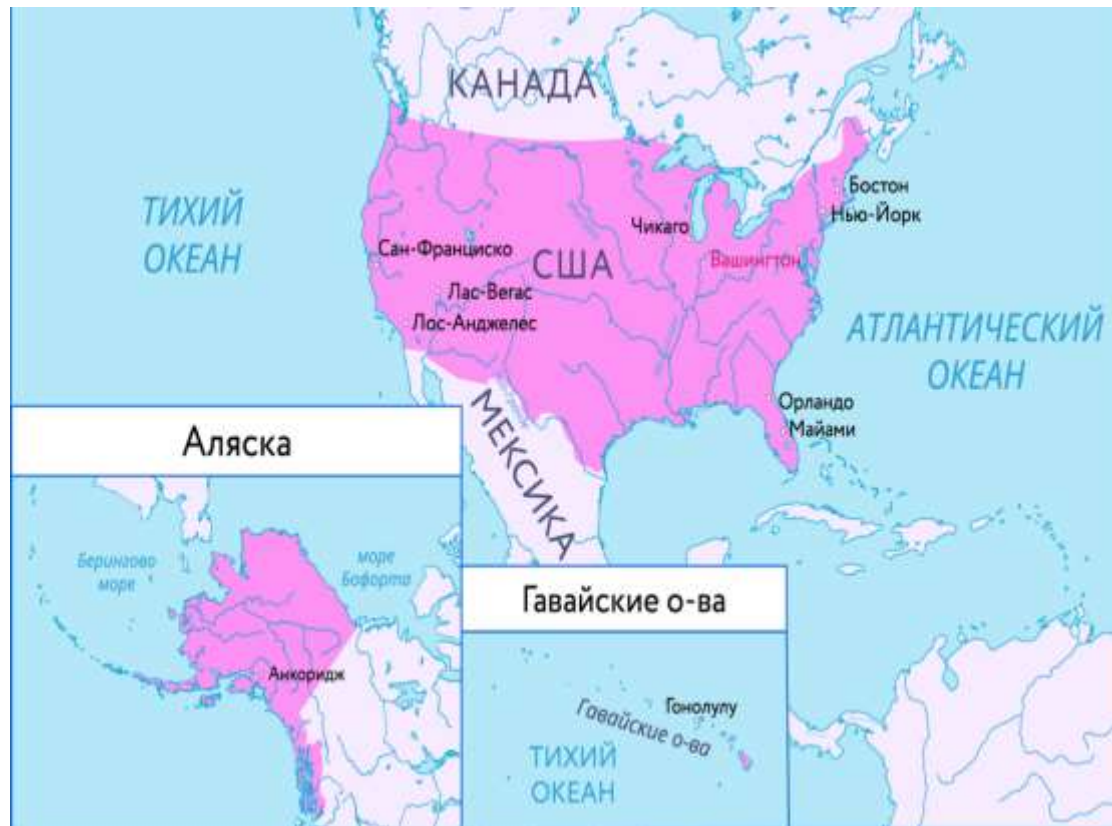 КАНАДА
ТИХИЙ
ОКЕАН
Бостон
Нью-Йорк
Чикаго
Сан-Франциско
США
Вашингтон
Лас-Вегас
Лос-Анджелес
АТЛАНТИЧЕСКИЙ
ОКЕАН
Орландо
Майами
МЕКСИКА
Аляска
Берингово
море
море
Бофорта
Анкоридж
Гавайские о-ва
Гонолулу
Гавайские о-ва
ТИХИЙ
ОКЕАН